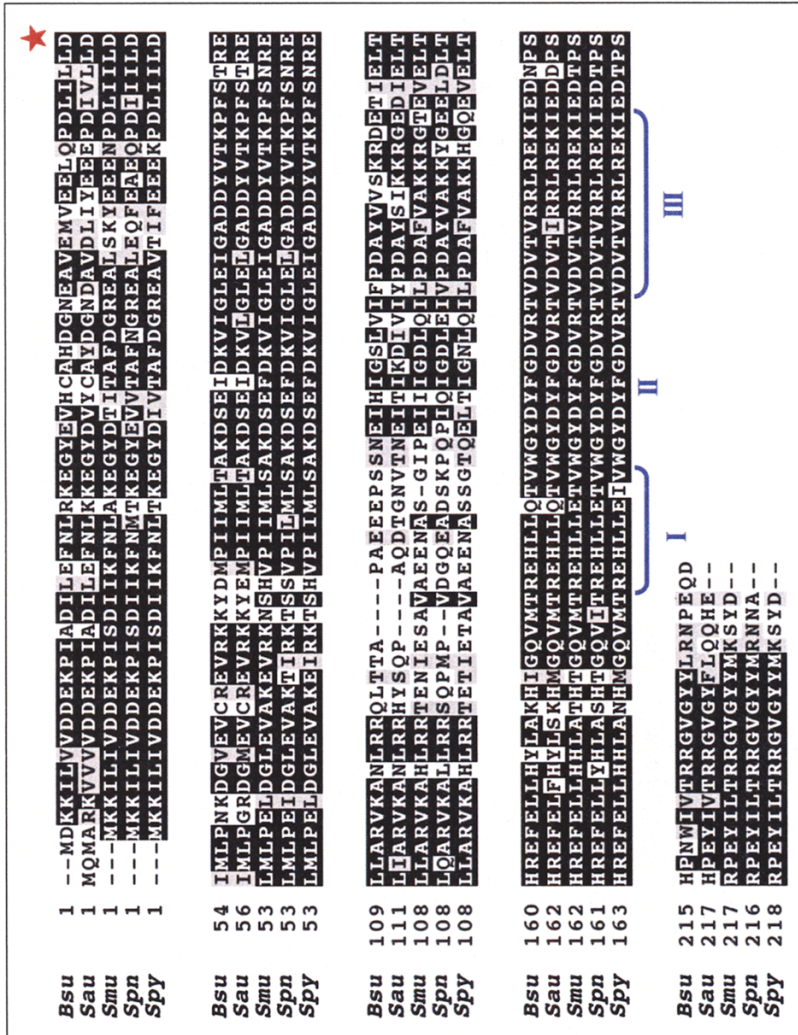 Bsu 1 --MDKKILVVDDEKPIADILEFNLRKEGYEVHCAHDGNEAVEMVEELQPDLILLD
Sau 1 MQMARKVVVVDDEKPIADILEFNLKKEGYDVYCAYDGNDAVDLIYEEEPDIVLLD
Smu 1 ---MKKILIVDDEKPISDIIKFNLAKEGYDTITAFDGREALSKYEEENPDLIILD
Spn 1 ---MKKILIVDDEKPISDIIKFNMTKEGYEVVTAFNGREALEQFEAEQPDIIILD
Spy 1 ---MKKILIVDDEKPISDIIKFNLTKEGYDIVTAFDGREAVTIFEEEKPDLIILD
Bsu 54 IMLPNKDGVEVCREVRKKYDMPIIMLTAKDSEIDKVIGLEIGADDYVTKPFSTRE
Sau 56 IMLPGRDGMEVCREVRKKYEMPIIMLTAKDSEIDKVLGLELGADDYVTKPFSTRE
Smu 53 LMLPELDGLEVAKEVRKNSHVPIIMLSAKDSEFDKVIGLEIGADDYVTKPFSNRE
Spn 53 LMLPEIDGLEVAKTIRKTSSVPILMLSAKDSEFDKVIGLELGADDYVTKPFSNRE
Spy 53 LMLPELDGLEVAKEIRKTSHVPIIMLSAKDSEFDKVIGLEIGADDYVTKPFSNRE
Bsu 109 LLARVKANLRRQLTTA----PAEEEPSSNEIHIGSLVIFPDAYVVSKRDETIELT
Sau 111 LIARVKANLRRHYSQP----AQDTGNVTNEITIKDIVIYPDAYSIKKRGEDIELT
Smu 108 LLARVKAHLRRTENIESAVAEENAS-GIPEIIIGDLQILPDAFVAKKRGTEVELT
Spn 108 LQARVKALLRRSQPMP--VDGQEADSKPQPIQIGDLEIVPDAYVAKKYGEELDLT
Spy 108 LLARVKAHLRRTETIETAVAEENASSGTQELTIGNLQILPDAFVAKKHGQEVELT
Bsu 160 HREFELLHYLAKHIGQVMTREHLLQTVWGYDYFGDVRTVDVTVRRLREKIEDNPS
Sau 162 HREFELFHYLSKHMGQVMTREHLLQTVWGYDYFGDVRTVDVTIRRLREKIEDDPS
Smu 162 HREFELLHHLATHTGQVMTREHLLETVWGYDYFGDVRTVDVTVRRLREKIEDTPS
Spn 161 HREFELLYHLASHTGQVITREHLLETVWGYDYFGDVRTVDVTVRRLREKIEDTPS
Spy 163 HREFELLHHLANHMGQVMTREHLLEIVWGYDYFGDVRTVDVTVRRLREKIEDTPS
I II III
Bsu 215 HPNWIVTRRGVGYYLRNPEQD
Sau 217 HPEYIVTRRGVGYFLQQHE--
Smu 217 RPEYILTRRGVGYYMKSYD--
Spn 216 RPEYILTRRGVGYYMRNNA--
Spy 218 RPEYILTRRGVGYYMKSYD--